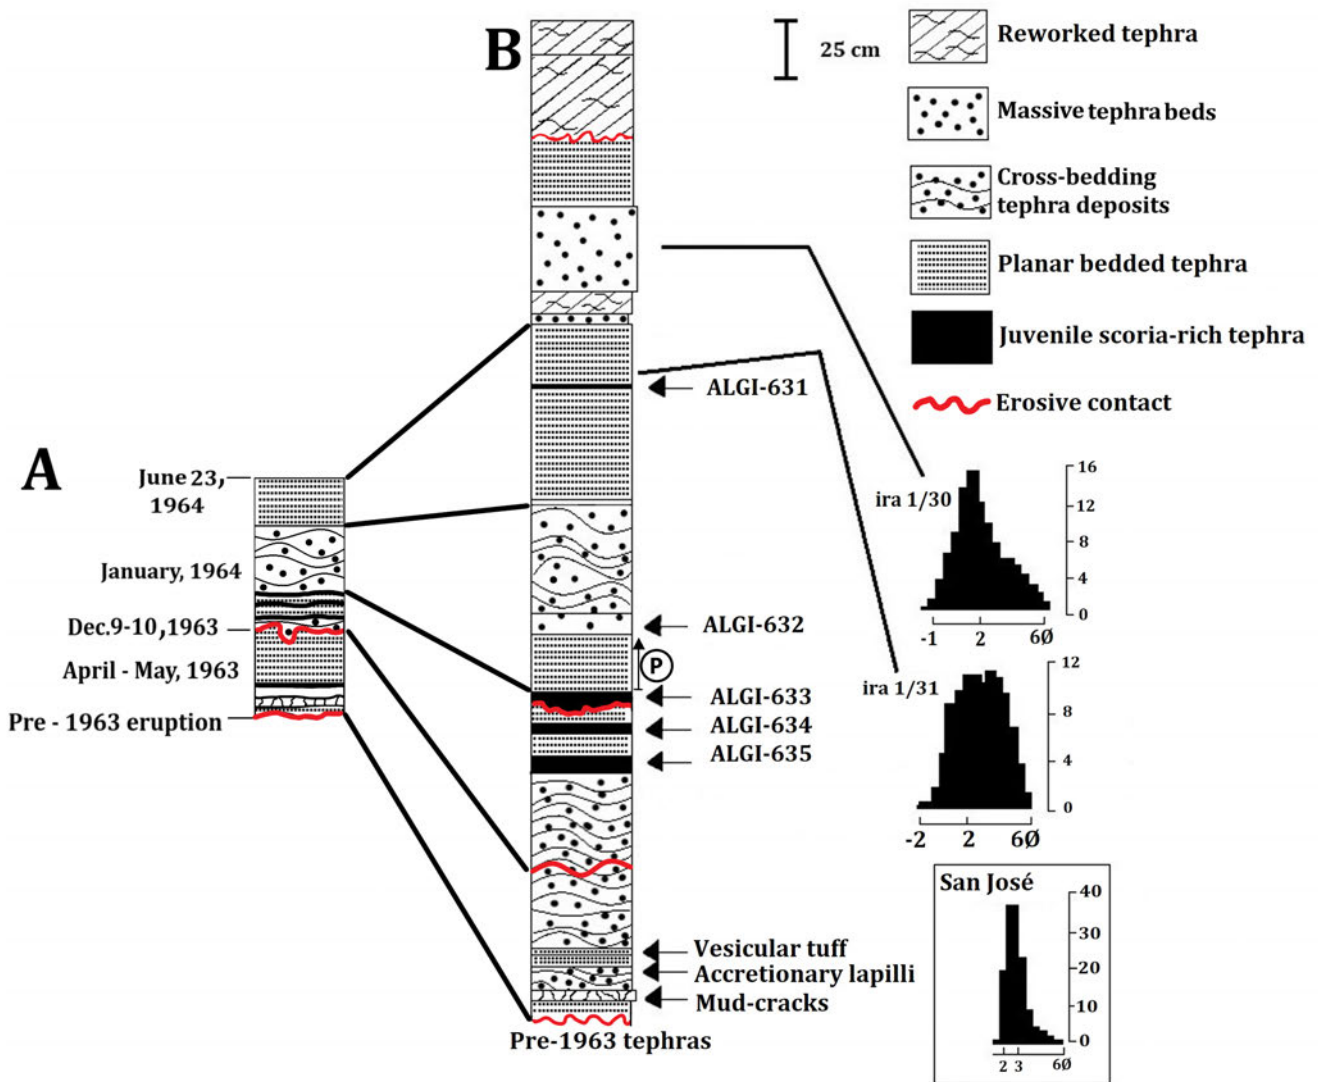 B
25 cm
Reworked tephra
Massive tephra beds
Cross-bedding
tephra deposits
Planar bedded tephra
Juvenile scoria-rich tephra
Erosive contact
ALGI-631
A
June 23,
1964
January, 1964
Dec.9-10,1963
April - May, 1963
Pre - 1963 eruption
ALGI-632
P
ALGI-633
ALGI-634
ALGI-635
Vesicular tuff
Accretionary lapilli
Mud-cracks
Pre-1963 tephras
ira 1/30
16
12
8
4
0
-1 2 6Ø
ira 1/31
12
8
4
0
-2 2 6Ø
San José
40
30
20
10
0
2 3 6Ø